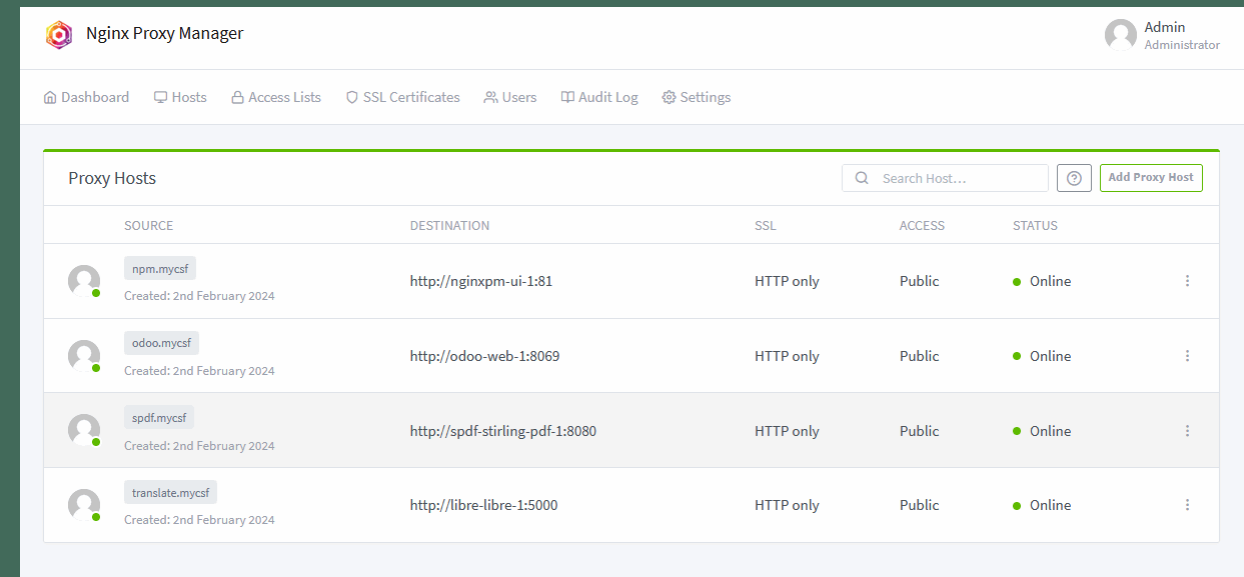 Nginx Proxy Manager
Admin
Administrator
Dashboard Hosts Access Lists SSL Certificates Users Audit Log Settings
Proxy Hosts
Search Host...
Add Proxy Host
SOURCE DESTINATION SSL ACCESS STATUS
npm.mycsf
Created: 2nd February 2024
http://nginxpm-ui-1:81 HTTP only Public Online
odoo.mycsf
Created: 2nd February 2024
http://odoo-web-1:8069 HTTP only Public Online
spdf.mycsf
Created: 2nd February 2024
http://spdf-stirling-pdf-1:8080 HTTP only Public Online
translate.mycsf
Created: 2nd February 2024
http://libre-libre-1:5000 HTTP only Public Online